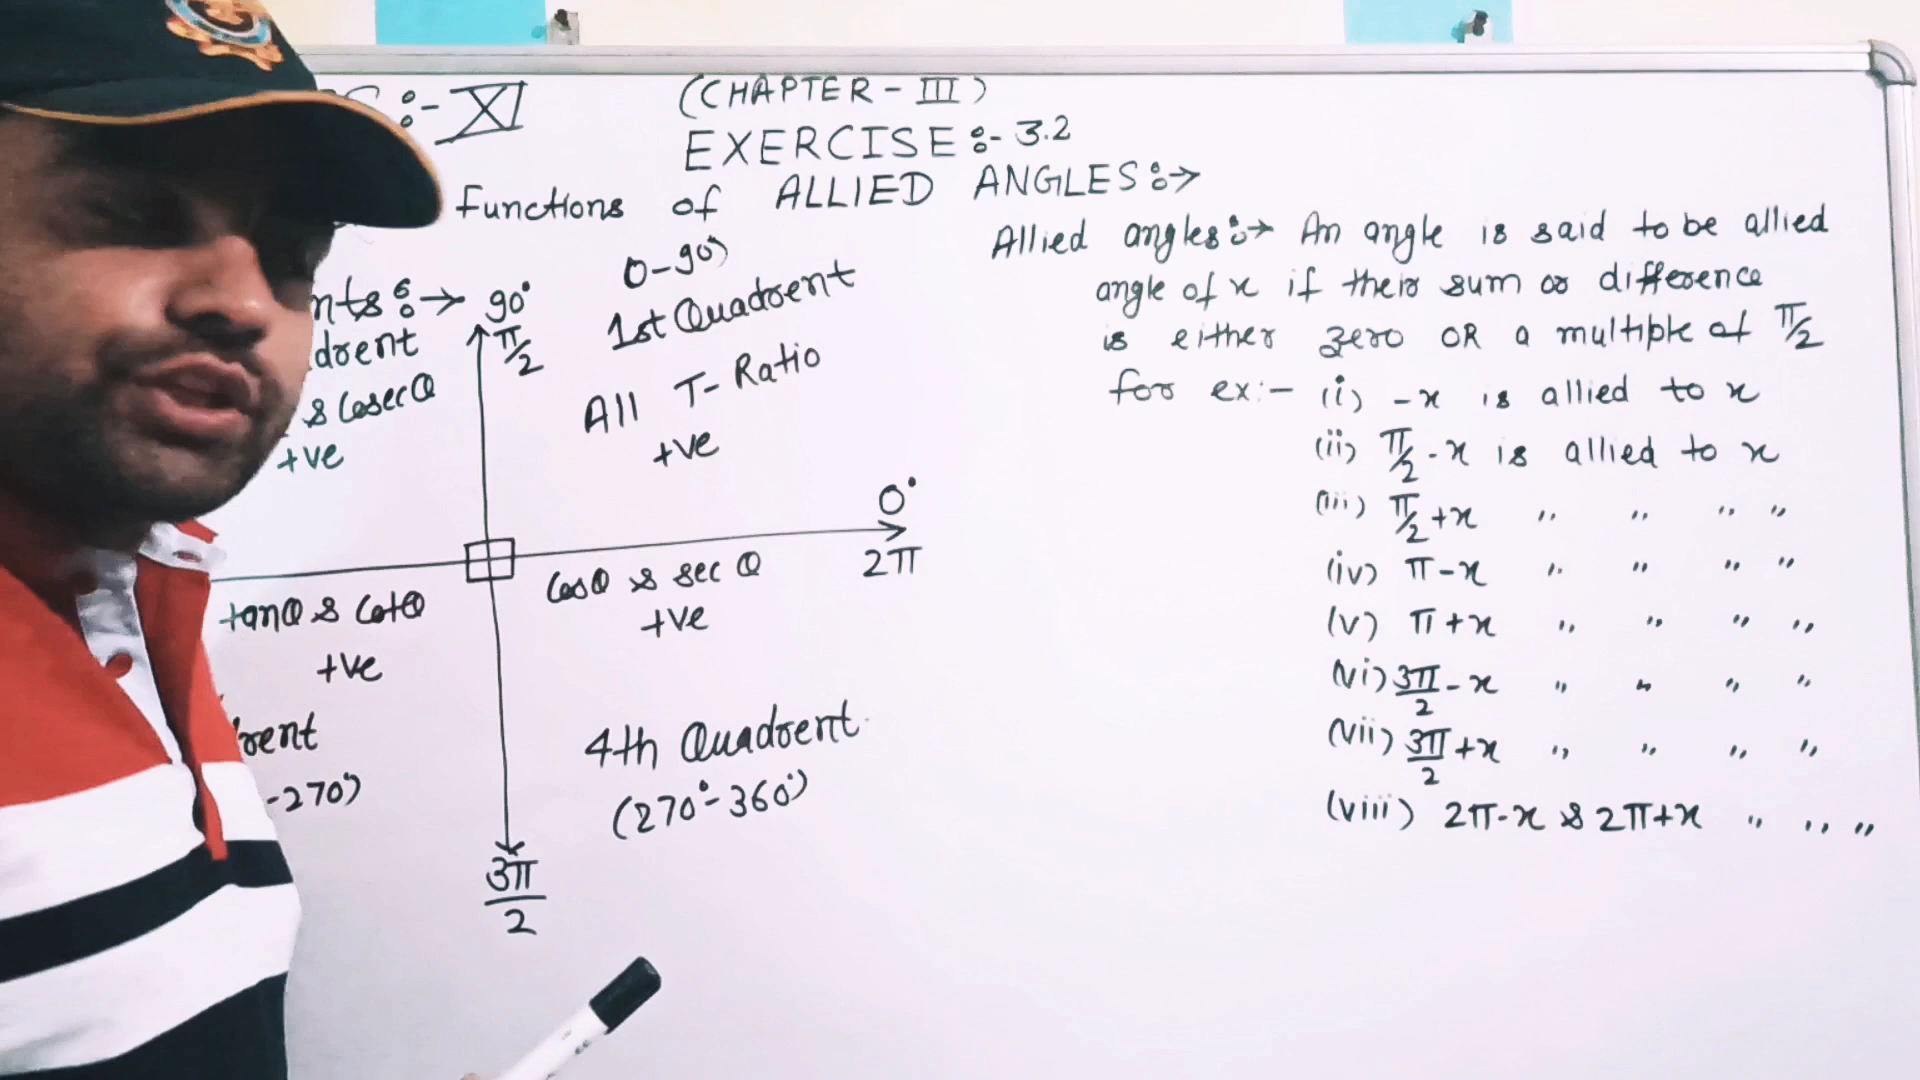 :- XI
(CHAPTER - III)
EXERCISE :- 3.2
Functions of ALLIED ANGLES :→
nts :→
90°
π/2
0-90°)
1st Quadrent
All T-Ratio
+ve
drent
& Cosecθ
+ve
0°
2π
tanθ & Cotθ
+ve
rent
-270°)
Cosθ & sec θ
+ve
4th Quadrent
(270°-360°)
3π
2
Allied angles :→ An angle is said to be allied
angle of x if their sum or difference
is either zero OR a multiple of π/2
for ex:- (i) -x is allied to x
(ii) π/2 - x is allied to x
(iii) π/2 + x " " " "
(iv) π - x " " " "
(v) π + x " " " "
(vi) 3π/2 - x " " " "
(vii) 3π/2 + x " " " "
(viii) 2π - x & 2π + x " " "